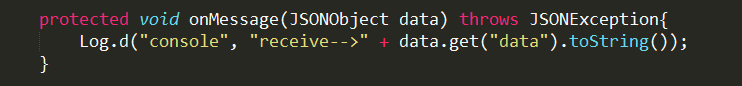 protected void onMessage(JSONObject data) throws JSONException{
    Log.d("console", "receive-->" + data.get("data").toString());
}